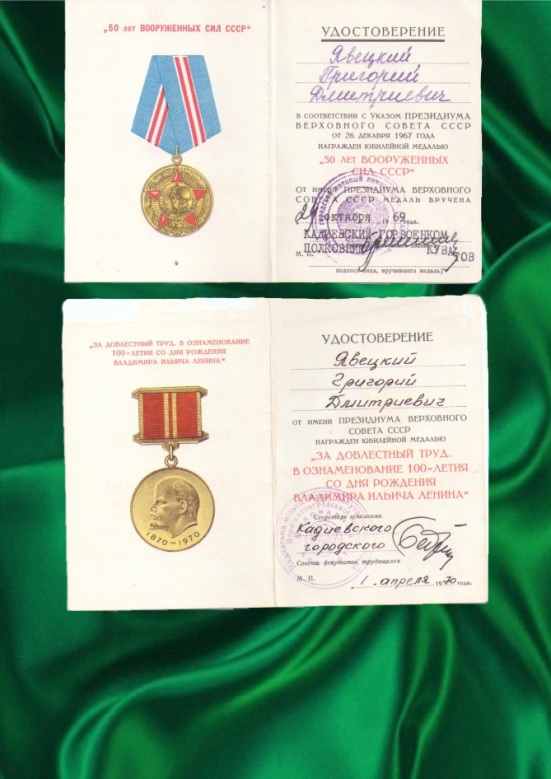 „50 лет ВООРУЖЕННЫХ СИЛ СССР"
УДОСТОВЕРЕНИЕ
Явецкий
Григорий
Дмитриевич
В СООТВЕТСТВИИ С УКАЗОМ ПРЕЗИДИУМА
ВЕРХОВНОГО СОВЕТА СССР
ОТ 26 ДЕКАБРЯ 1967 ГОДА
НАГРАЖДЕН ЮБИЛЕЙНОЙ МЕДАЛЬЮ
„50 ЛЕТ ВООРУЖЕННЫХ
СИЛ СССР"
ОТ ИМЕНИ ПРЕЗИДИУМА ВЕРХОВНОГО
СОВЕТА СССР МЕДАЛЬ ВРУЧЕНА
октября 69 года.
КАДИЕВСКИЙ ГОРВОЕНКОМ
ПОЛКОВНИК КУВАТОВ
М. П.
подпись лица, вручившего медаль)
„ЗА ДОБЛЕСТНЫЙ ТРУД. В ОЗНАМЕНОВАНИЕ
100-ЛЕТИЯ СО ДНЯ РОЖДЕНИЯ
ВЛАДИМИРА ИЛЬИЧА ЛЕНИНА"
1870-1970
УДОСТОВЕРЕНИЕ
Явецкий
Григорий
Дмитриевич
ОТ ИМЕНИ ПРЕЗИДИУМА ВЕРХОВНОГО
СОВЕТА СССР
НАГРАЖДЕН ЮБИЛЕЙНОЙ МЕДАЛЬЮ
„ЗА ДОБЛЕСТНЫЙ ТРУД.
В ОЗНАМЕНОВАНИЕ 100-ЛЕТИЯ
СО ДНЯ РОЖДЕНИЯ
ВЛАДИМИРА ИЛЬИЧА ЛЕНИНА"
Секретарь исполкома
Кадиевского
городского
Совета депутатов трудящихся
М. П. 1 апреля 1970 года.